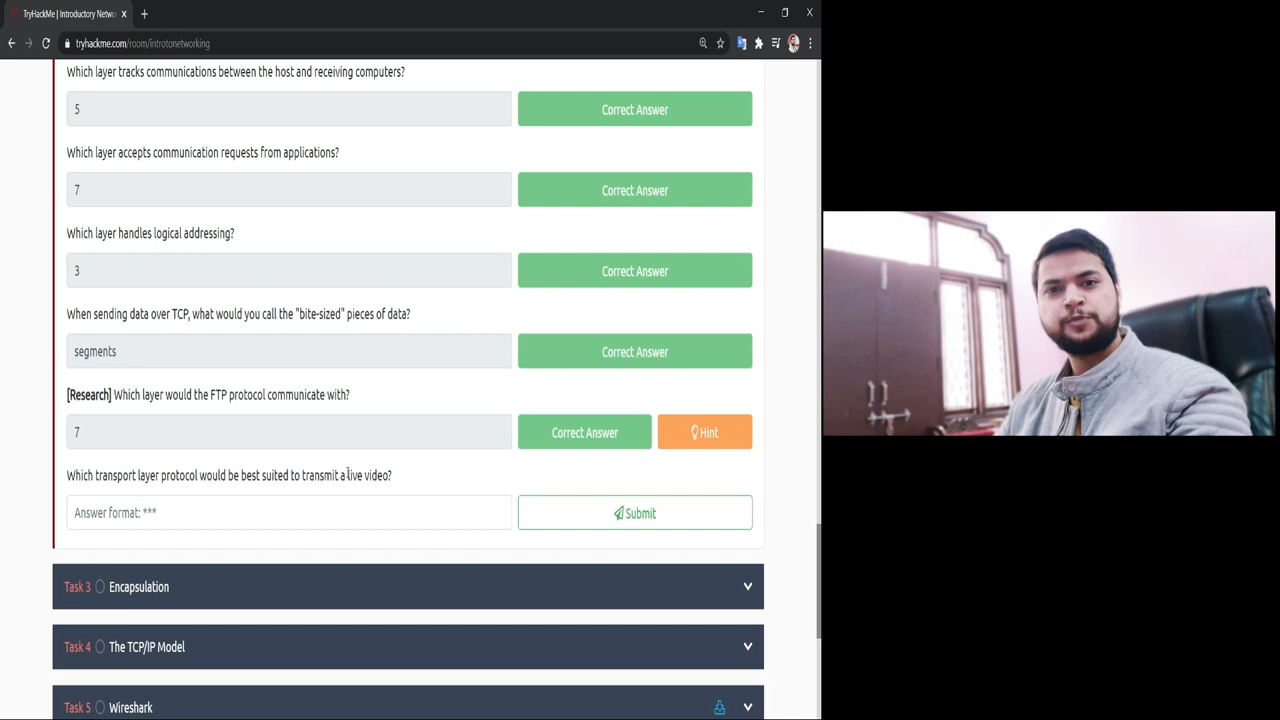 TryHackMe | Introductory Netwo
tryhackme.com/room/introtonetworking
Which layer tracks communications between the host and receiving computers?
5
Correct Answer
Which layer accepts communication requests from applications?
7
Correct Answer
Which layer handles logical addressing?
3
Correct Answer
When sending data over TCP, what would you call the "bite-sized" pieces of data?
segments
Correct Answer
[Research] Which layer would the FTP protocol communicate with?
7
Correct Answer
Hint
Which transport layer protocol would be best suited to transmit a live video?
Answer format: ***
Submit
Task 3 Encapsulation
Task 4 The TCP/IP Model
Task 5 Wireshark